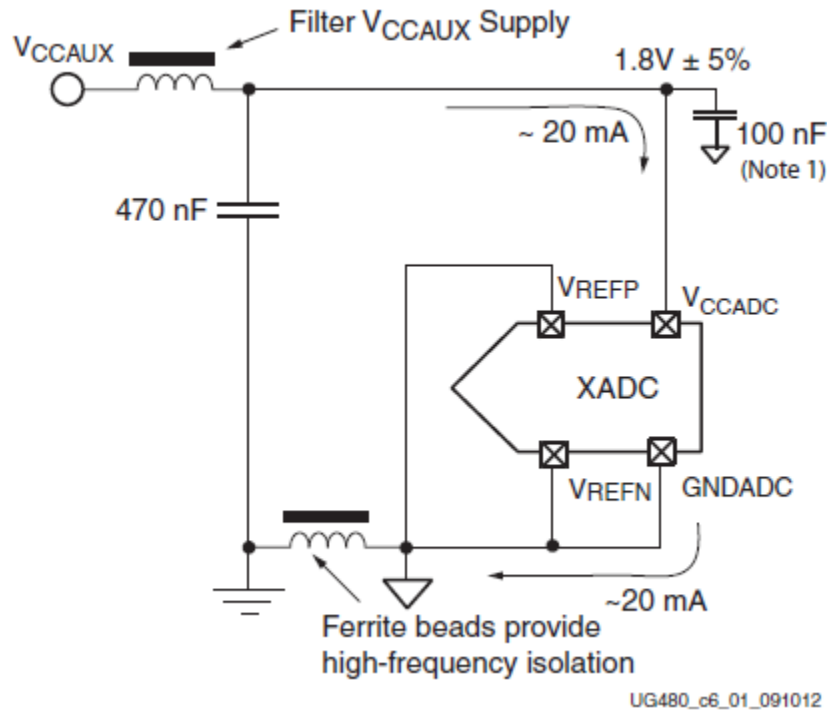 Filter VCCAUX Supply
VCCAUX
1.8V ± 5%
~ 20 mA
100 nF
(Note 1)
470 nF
VREFP
VCCADC
XADC
VREFN
GNDADC
~20 mA
Ferrite beads provide
high-frequency isolation
UG480_c6_01_091012